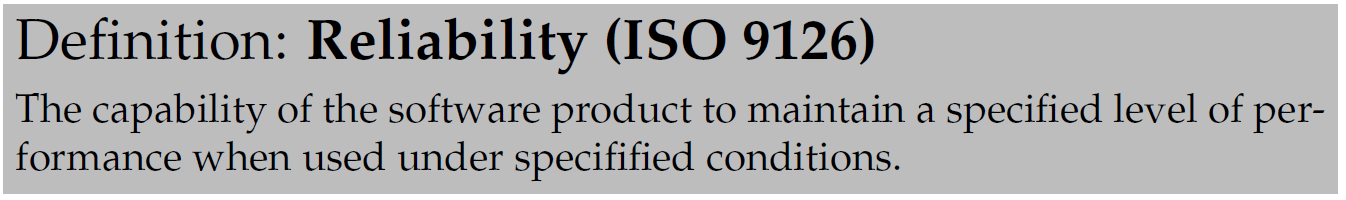 Definition: Reliability (ISO 9126)
The capability of the software product to maintain a specified level of per-
formance when used under specifified conditions.